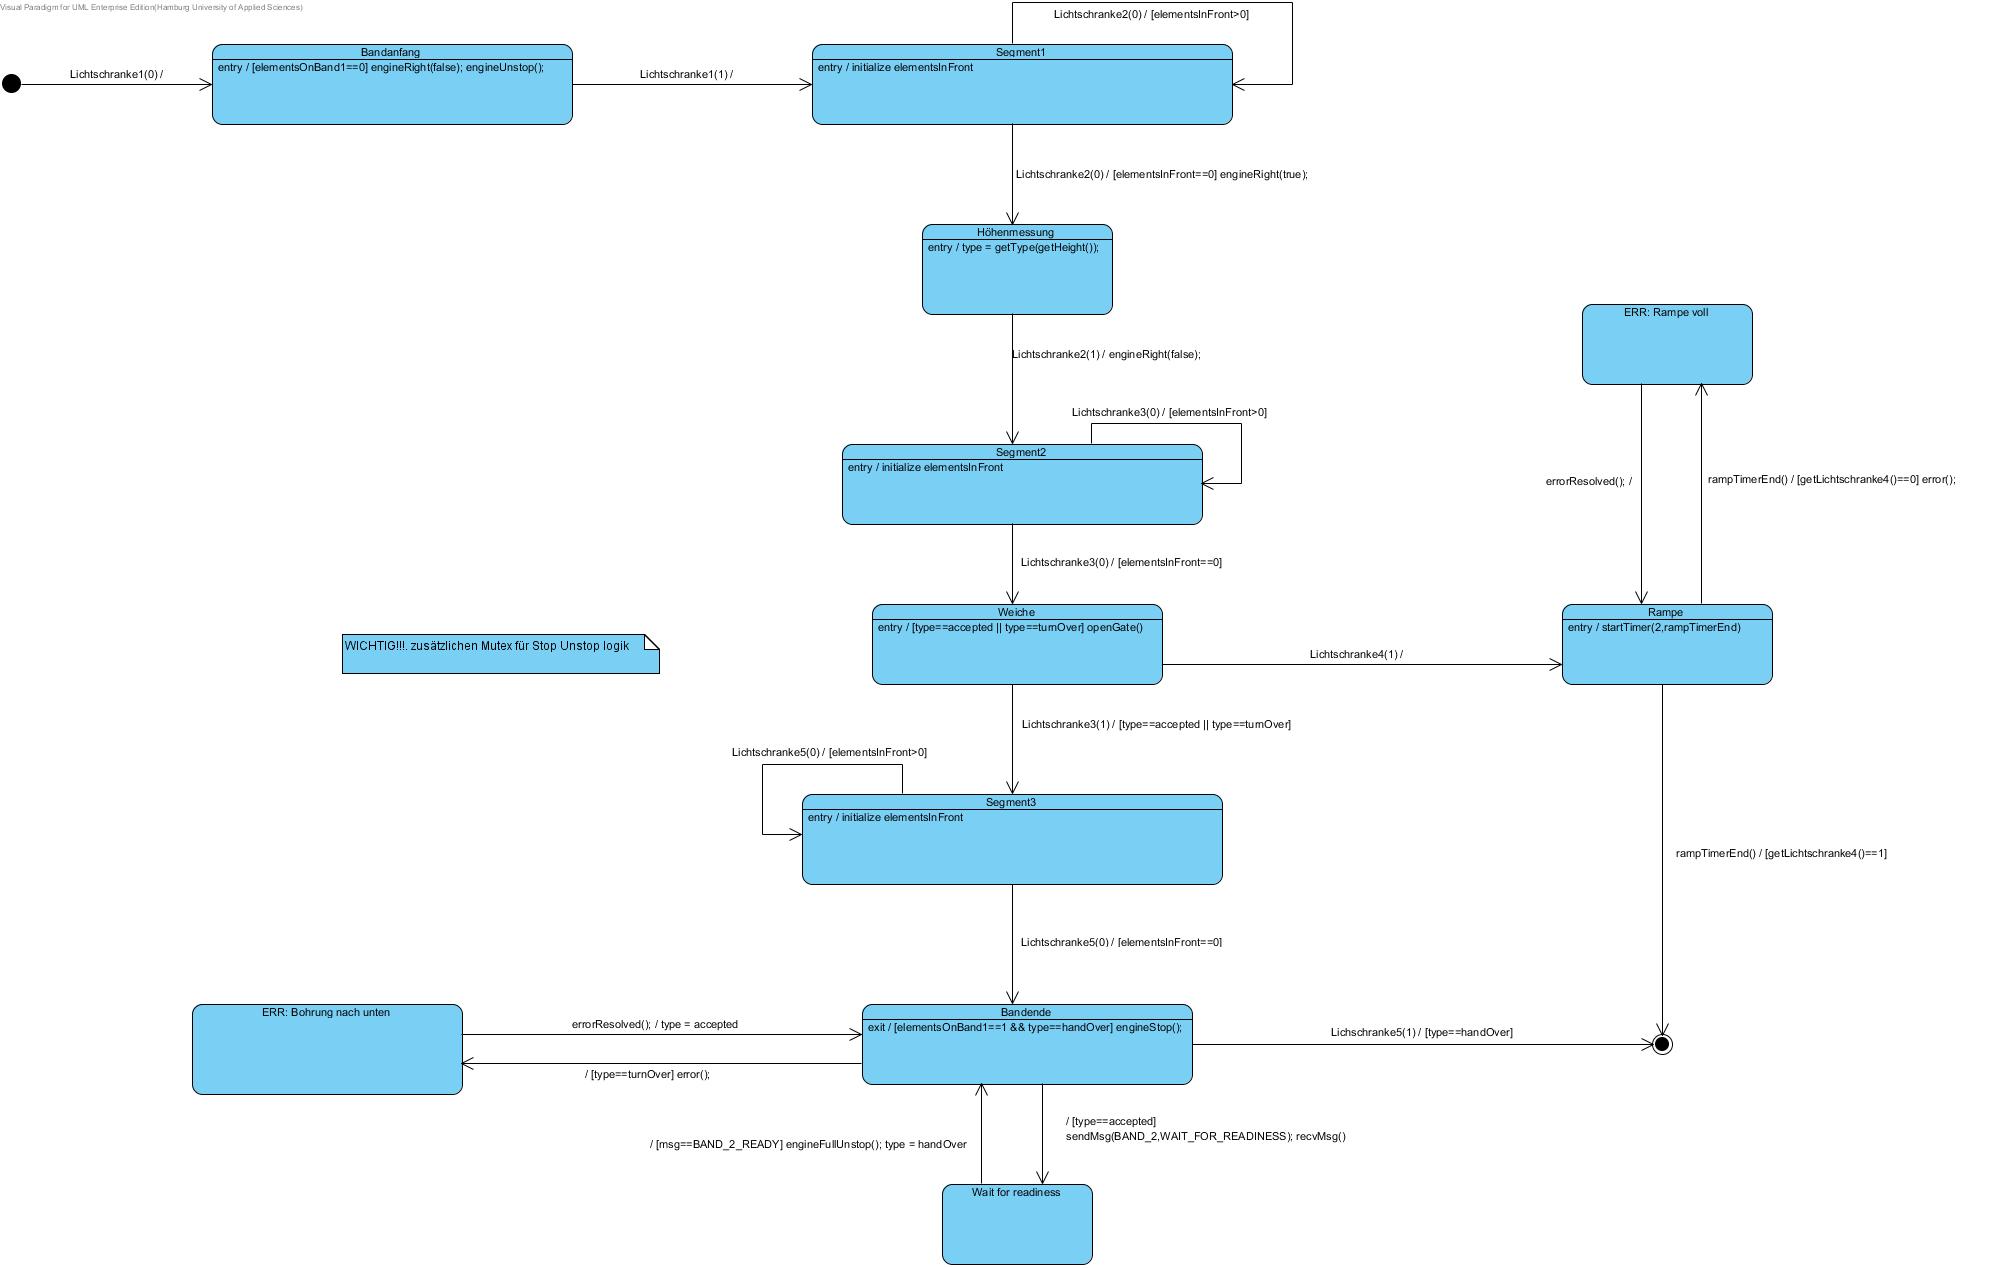 Visual Paradigm for UML Enterprise Edition(Hamburg University of Applied Sciences)
Lichtschranke2(0) / [elementsInFront>0]
Bandanfang
entry / [elementsOnBand1==0] engineRight(false); engineUnstop();
Segment1
entry / initialize elementsInFront
Lichtschranke1(0) /
Lichtschranke1(1) /
Lichtschranke2(0) / [elementsInFront==0] engineRight(true);
Höhenmessung
entry / type = getType(getHeight());
ERR: Rampe voll
Lichtschranke2(1) / engineRight(false);
Lichtschranke3(0) / [elementsInFront>0]
Segment2
entry / initialize elementsInFront
errorResolved(); /
rampTimerEnd() / [getLichtschranke4()==0] error();
Lichtschranke3(0) / [elementsInFront==0]
Weiche
entry / [type==accepted || type==turnOver] openGate()
Rampe
entry / startTimer(2,rampTimerEnd)
WICHTIG!!!. zusätzlichen Mutex für Stop Unstop logik
Lichtschranke4(1) /
Lichtschranke3(1) / [type==accepted || type==turnOver]
Lichtschranke5(0) / [elementsInFront>0]
Segment3
entry / initialize elementsInFront
rampTimerEnd() / [getLichtschranke4()==1]
Lichtschranke5(0) / [elementsInFront==0]
ERR: Bohrung nach unten
Bandende
exit / [elementsOnBand1==1 && type==handOver] engineStop();
errorResolved(); / type = accepted
Lichschranke5(1) / [type==handOver]
/ [type==turnOver] error();
/ [type==accepted]
sendMsg(BAND_2,WAIT_FOR_READINESS); recvMsg()
/ [msg==BAND_2_READY] engineFullUnstop(); type = handOver
Wait for readiness